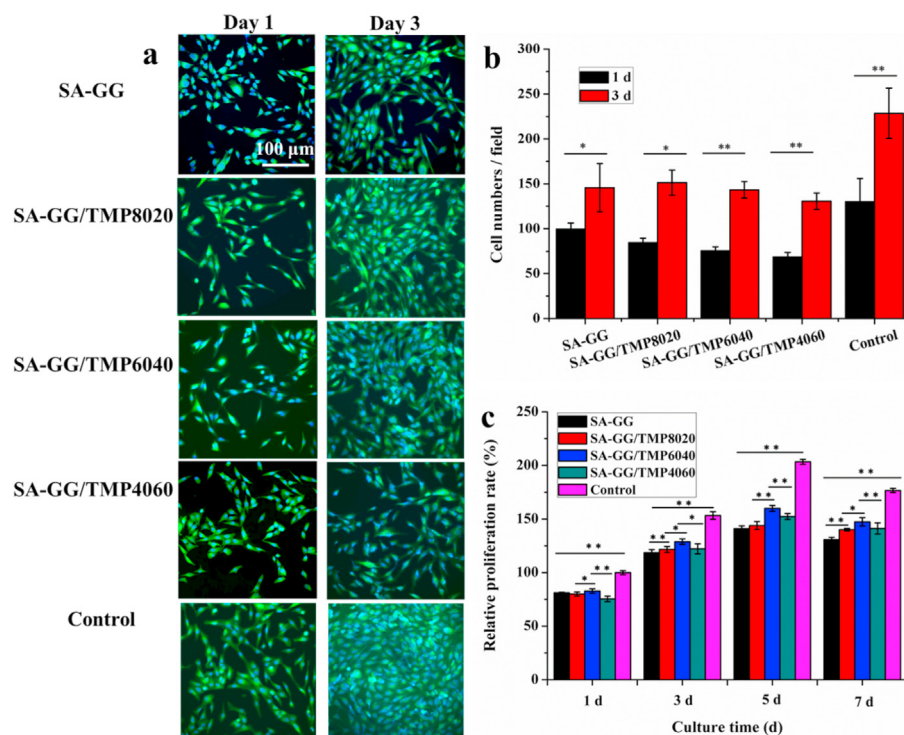 a
Day 1
Day 3
SA-GG
100 μm
SA-GG/TMP8020
SA-GG/TMP6040
SA-GG/TMP4060
Control
b
Cell numbers / field
300
250
200
150
100
50
0
1 d
3 d
*
*
**
**
**
SA-GG
SA-GG/TMP8020
SA-GG/TMP6040
SA-GG/TMP4060
Control
c
Relative proliferation rate (%)
250
200
150
100
50
0
SA-GG
SA-GG/TMP8020
SA-GG/TMP6040
SA-GG/TMP4060
Control
**
*
**
**
**
*
*
**
**
**
**
**
*
**
1 d
3 d
5 d
7 d
Culture time (d)